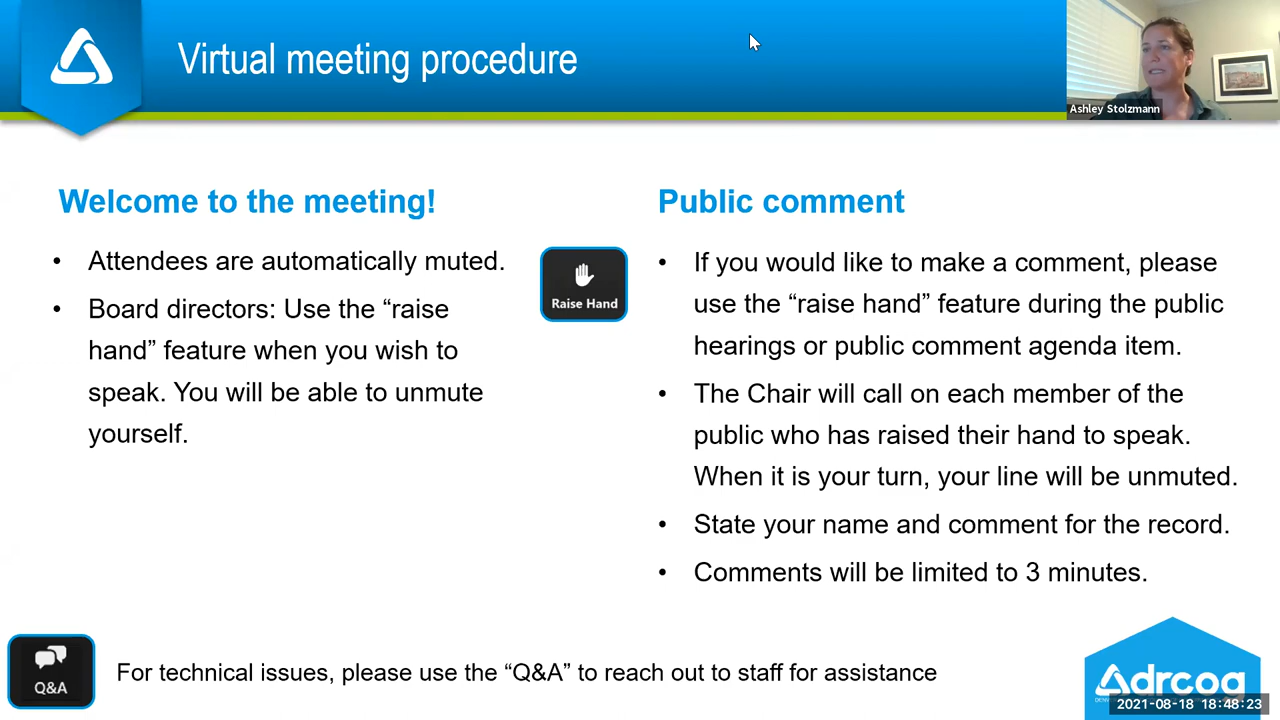 Virtual meeting procedure
Ashley Stolzmann
Welcome to the meeting!
• Attendees are automatically muted.
• Board directors: Use the “raise
hand” feature when you wish to
speak. You will be able to unmute
yourself.
Raise Hand
Public comment
• If you would like to make a comment, please
use the “raise hand” feature during the public
hearings or public comment agenda item.
• The Chair will call on each member of the
public who has raised their hand to speak.
When it is your turn, your line will be unmuted.
• State your name and comment for the record.
• Comments will be limited to 3 minutes.
Q&A
For technical issues, please use the “Q&A” to reach out to staff for assistance
drcog
2021-08-18 18:48:23